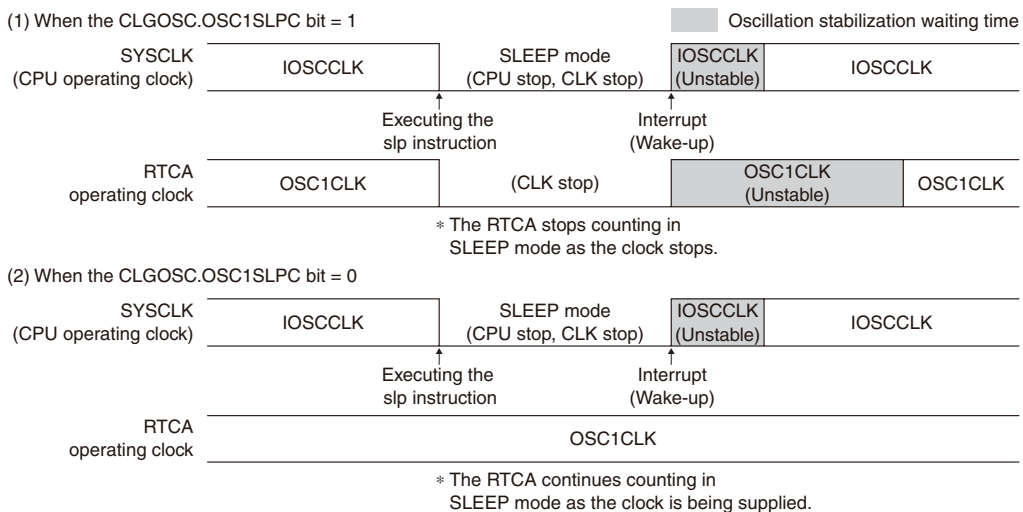 (1) When the CLGOSC.OSC1SLPC bit = 1
Oscillation stabilization waiting time
SYSCLK
(CPU operating clock)
IOSCCLK
SLEEP mode
(CPU stop, CLK stop)
IOSCCLK
(Unstable)
IOSCCLK
Executing the
slp instruction
Interrupt
(Wake-up)
RTCA
operating clock
OSC1CLK
(CLK stop)
OSC1CLK
(Unstable)
OSC1CLK
∗ The RTCA stops counting in
SLEEP mode as the clock stops.
(2) When the CLGOSC.OSC1SLPC bit = 0
SYSCLK
(CPU operating clock)
IOSCCLK
SLEEP mode
(CPU stop, CLK stop)
IOSCCLK
(Unstable)
IOSCCLK
Executing the
slp instruction
Interrupt
(Wake-up)
RTCA
operating clock
OSC1CLK
∗ The RTCA continues counting in
SLEEP mode as the clock is being supplied.